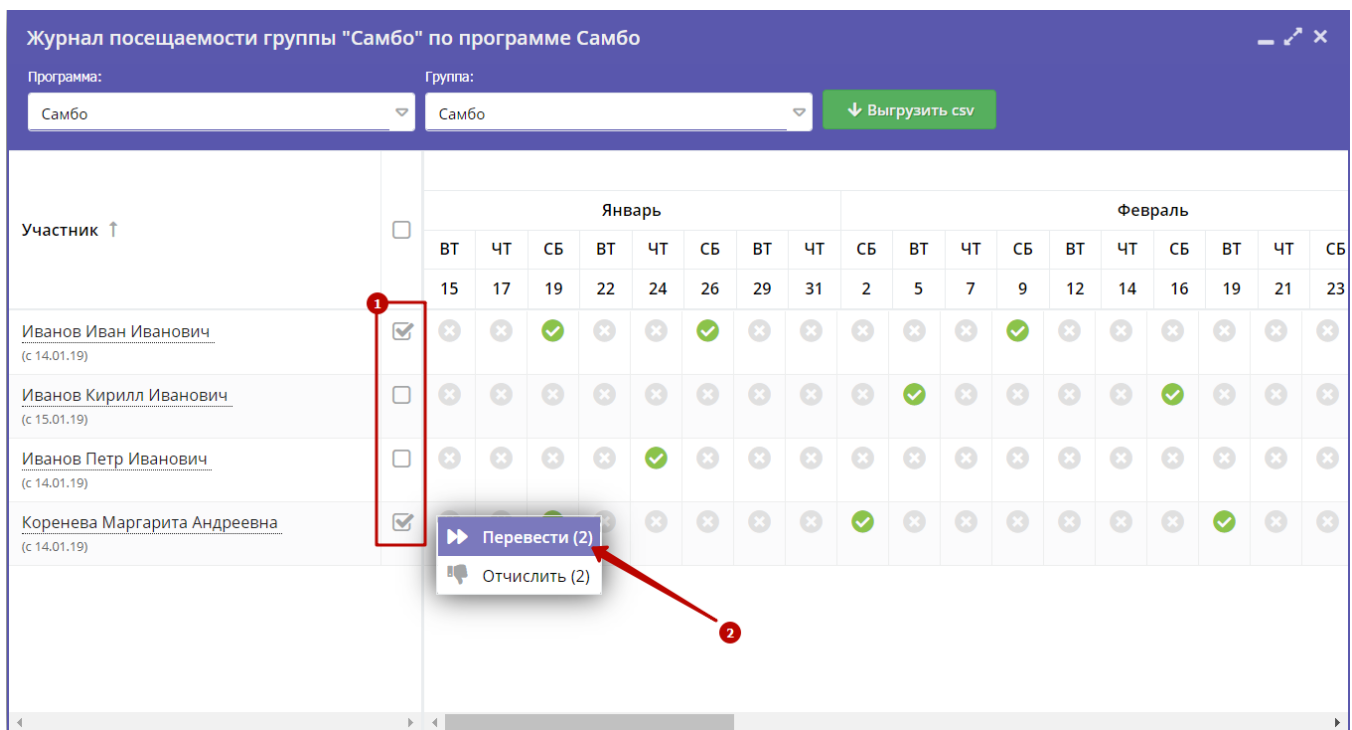 Журнал посещаемости группы "Самбо" по программе Самбо
Программа: Группа:
Самбо Самбо Выгрузить csv
Январь Февраль
Участник
ВТ ЧТ СБ ВТ ЧТ СБ ВТ ЧТ СБ ВТ ЧТ СБ ВТ ЧТ СБ ВТ ЧТ СБ
15 17 19 22 24 26 29 31 2 5 7 9 12 14 16 19 21 23
1
Иванов Иван Иванович
(с 14.01.19)
Иванов Кирилл Иванович
(с 15.01.19)
Иванов Петр Иванович
(с 14.01.19)
Коренева Маргарита Андреевна
(с 14.01.19)
Перевести (2)
Отчислить (2)
2